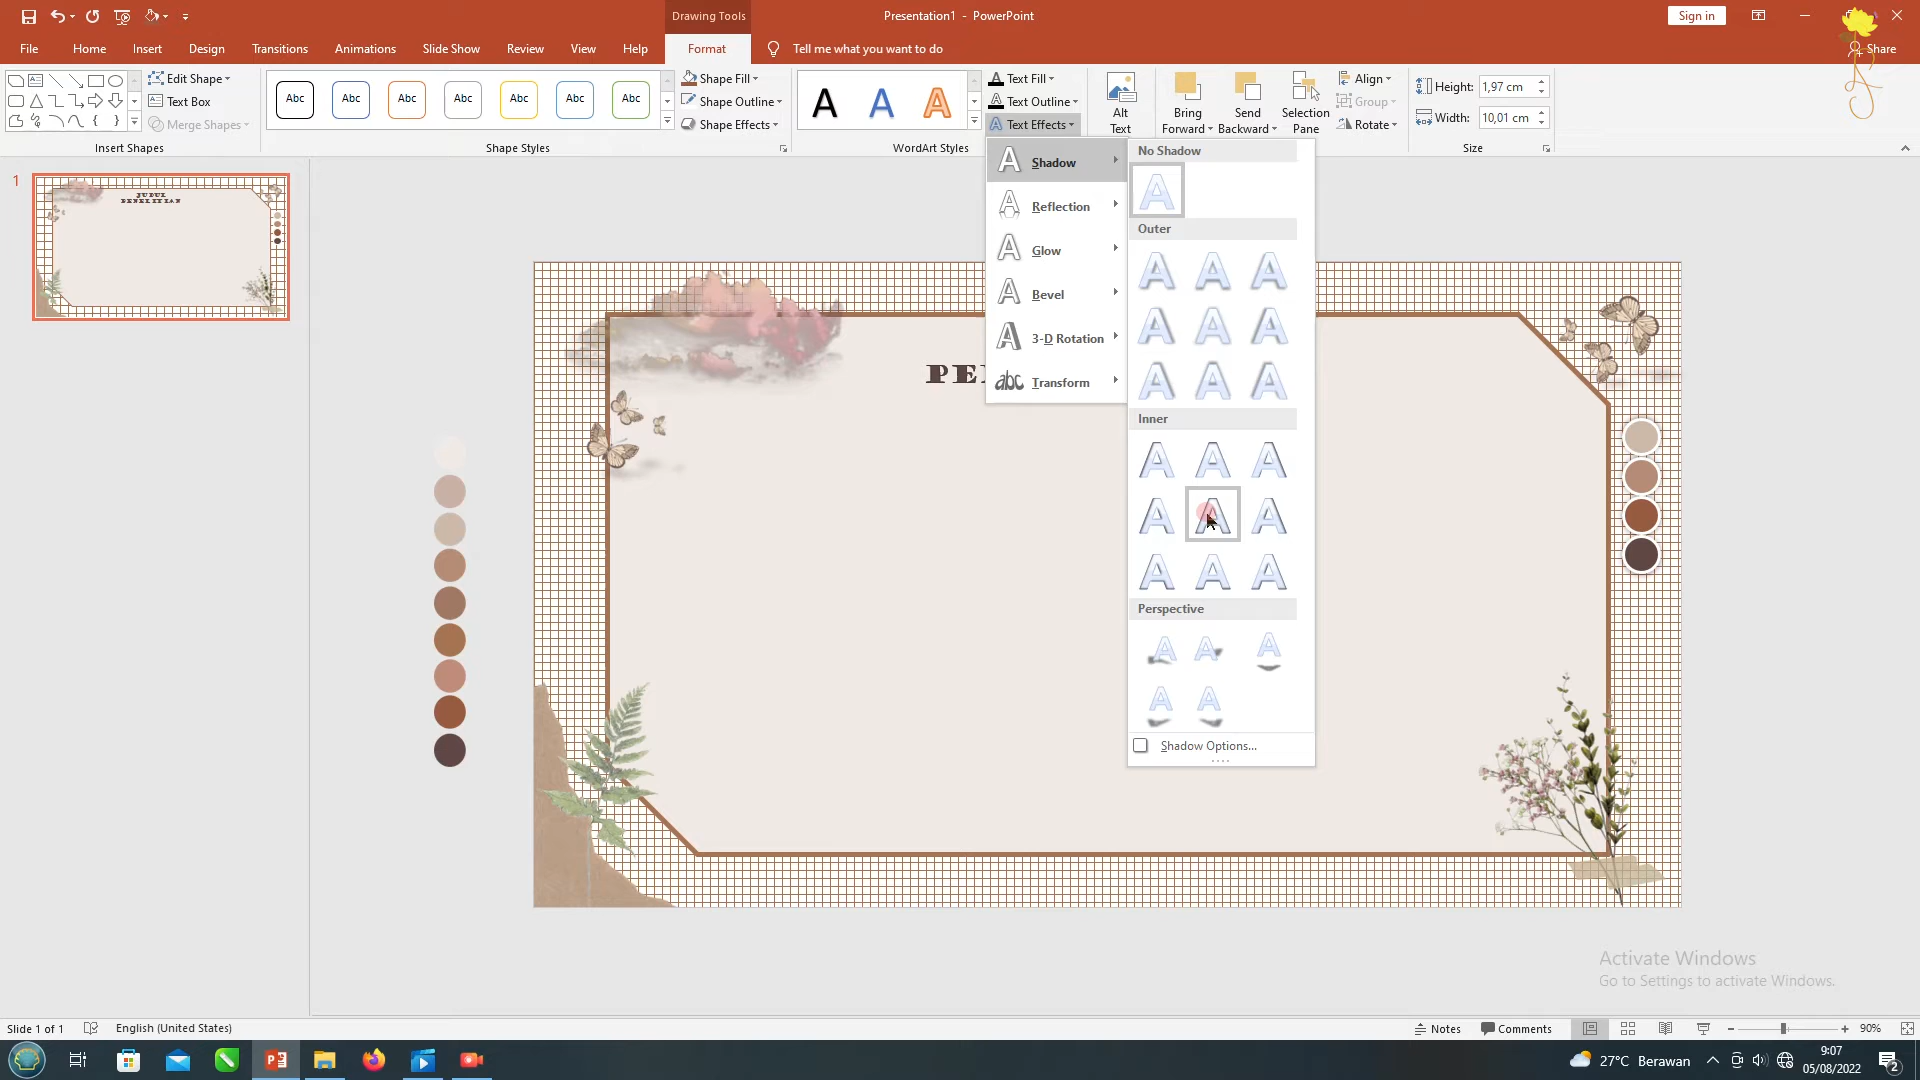 Drawing Tools
Presentation1 - PowerPoint
Sign in
File
Home
Insert
Design
Transitions
Animations
Slide Show
Review
View
Help
Format
Tell me what you want to do
Share
Edit Shape
Text Box
Merge Shapes
Insert Shapes
Abc Abc Abc Abc Abc Abc Abc
Shape Styles
Shape Fill
Shape Outline
Shape Effects
A A A
WordArt Styles
Text Fill
Text Outline
Text Effects
Alt
Text
Bring
Forward
Send
Backward
Selection
Pane
Align
Group
Rotate
Height: 1,97 cm
Width: 10,01 cm
Size
1
JUDUL
PENELITIAN
PE
Shadow
Reflection
Glow
Bevel
3-D Rotation
abc Transform
No Shadow
Outer
Inner
Perspective
Shadow Options...
Activate Windows
Go to Settings to activate Windows.
Slide 1 of 1
English (United States)
Notes
Comments
90%
27°C Berawan
9:07
05/08/2022
2